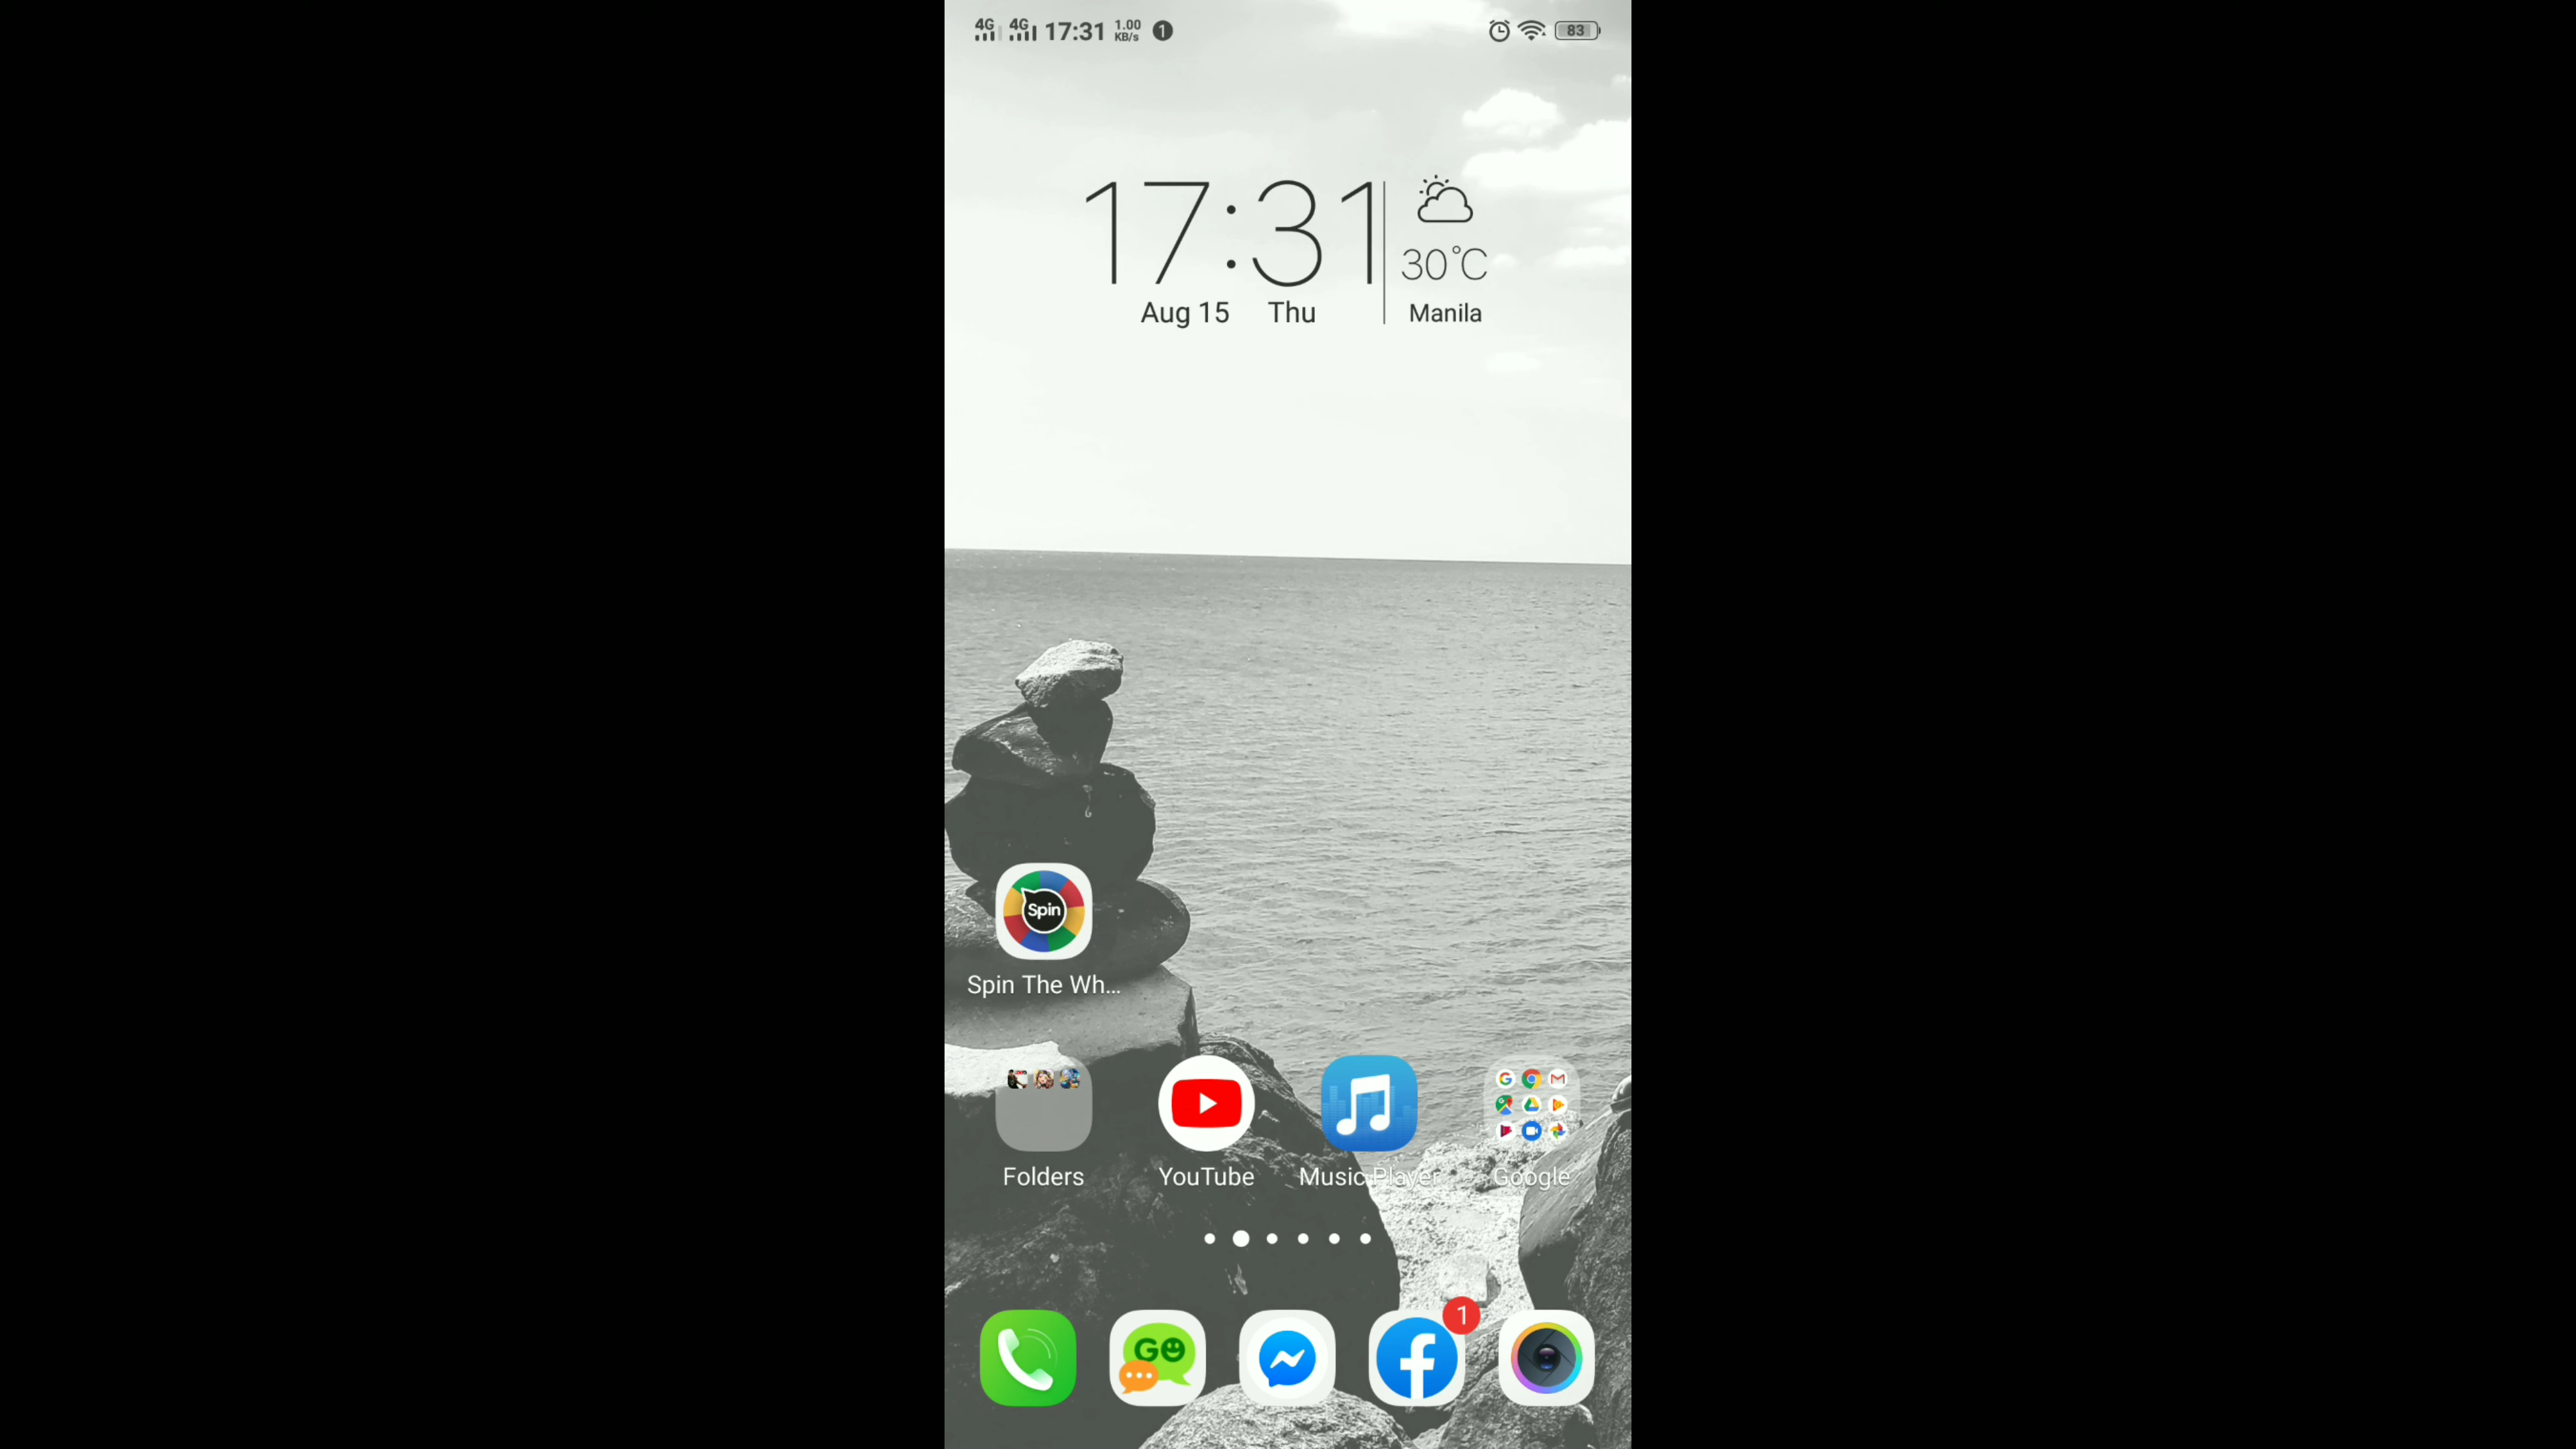 4G 4G 17:31 1.00 KB/s 1 83
17:31
30°C
Aug 15 Thu
Manila
Spin
Spin The Wh...
Folders YouTube Music Player Google
1
GO